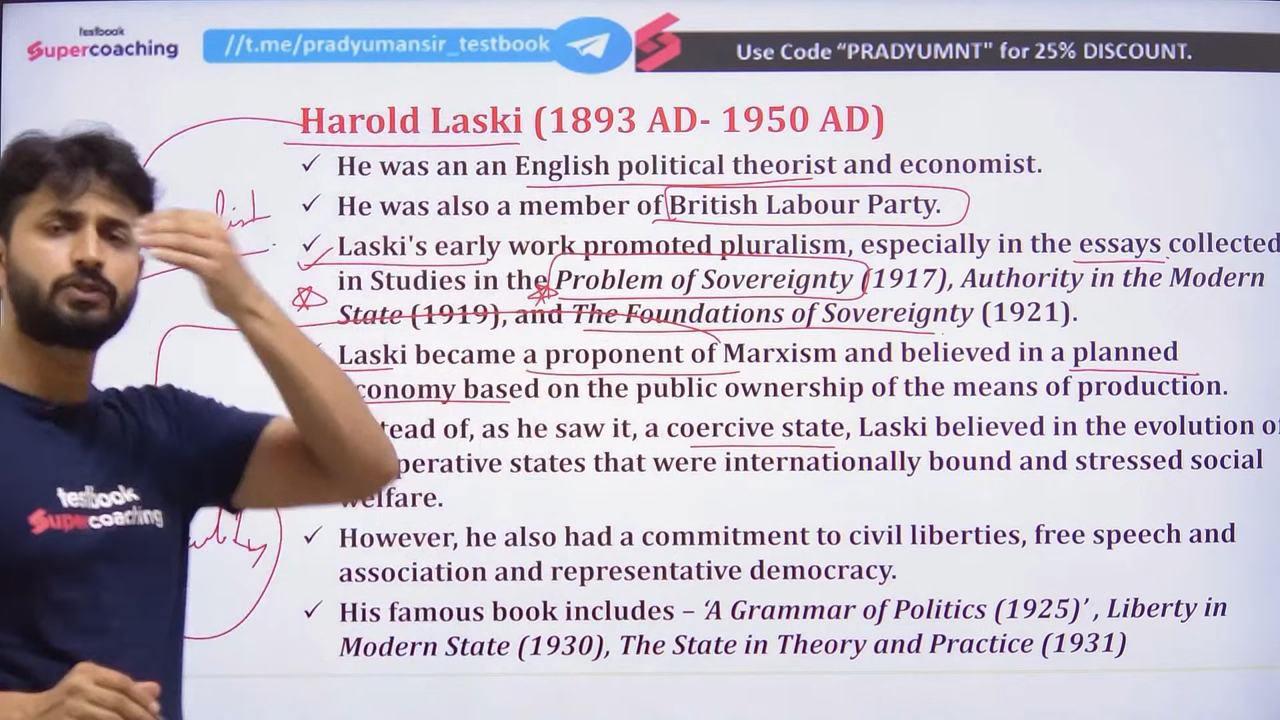 testbook
Supercoaching
//t.me/pradyumansir_testbook
Use Code “PRADYUMNT" for 25% DISCOUNT.
Harold Laski (1893 AD- 1950 AD)
✓ He was an an English political theorist and economist.
✓ He was also a member of British Labour Party.
✓ Laski's early work promoted pluralism, especially in the essays collected
in Studies in the Problem of Sovereignty (1917), Authority in the Modern
State (1919), and The Foundations of Sovereignty (1921).
Laski became a proponent of Marxism and believed in a planned
conomy based on the public ownership of the means of production.
tead of, as he saw it, a coercive state, Laski believed in the evolution of
perative states that were internationally bound and stressed social
welfare.
✓ However, he also had a commitment to civil liberties, free speech and
association and representative democracy.
✓ His famous book includes – ‘A Grammar of Politics (1925)’ , Liberty in
Modern State (1930), The State in Theory and Practice (1931)
testbook
Supercoaching